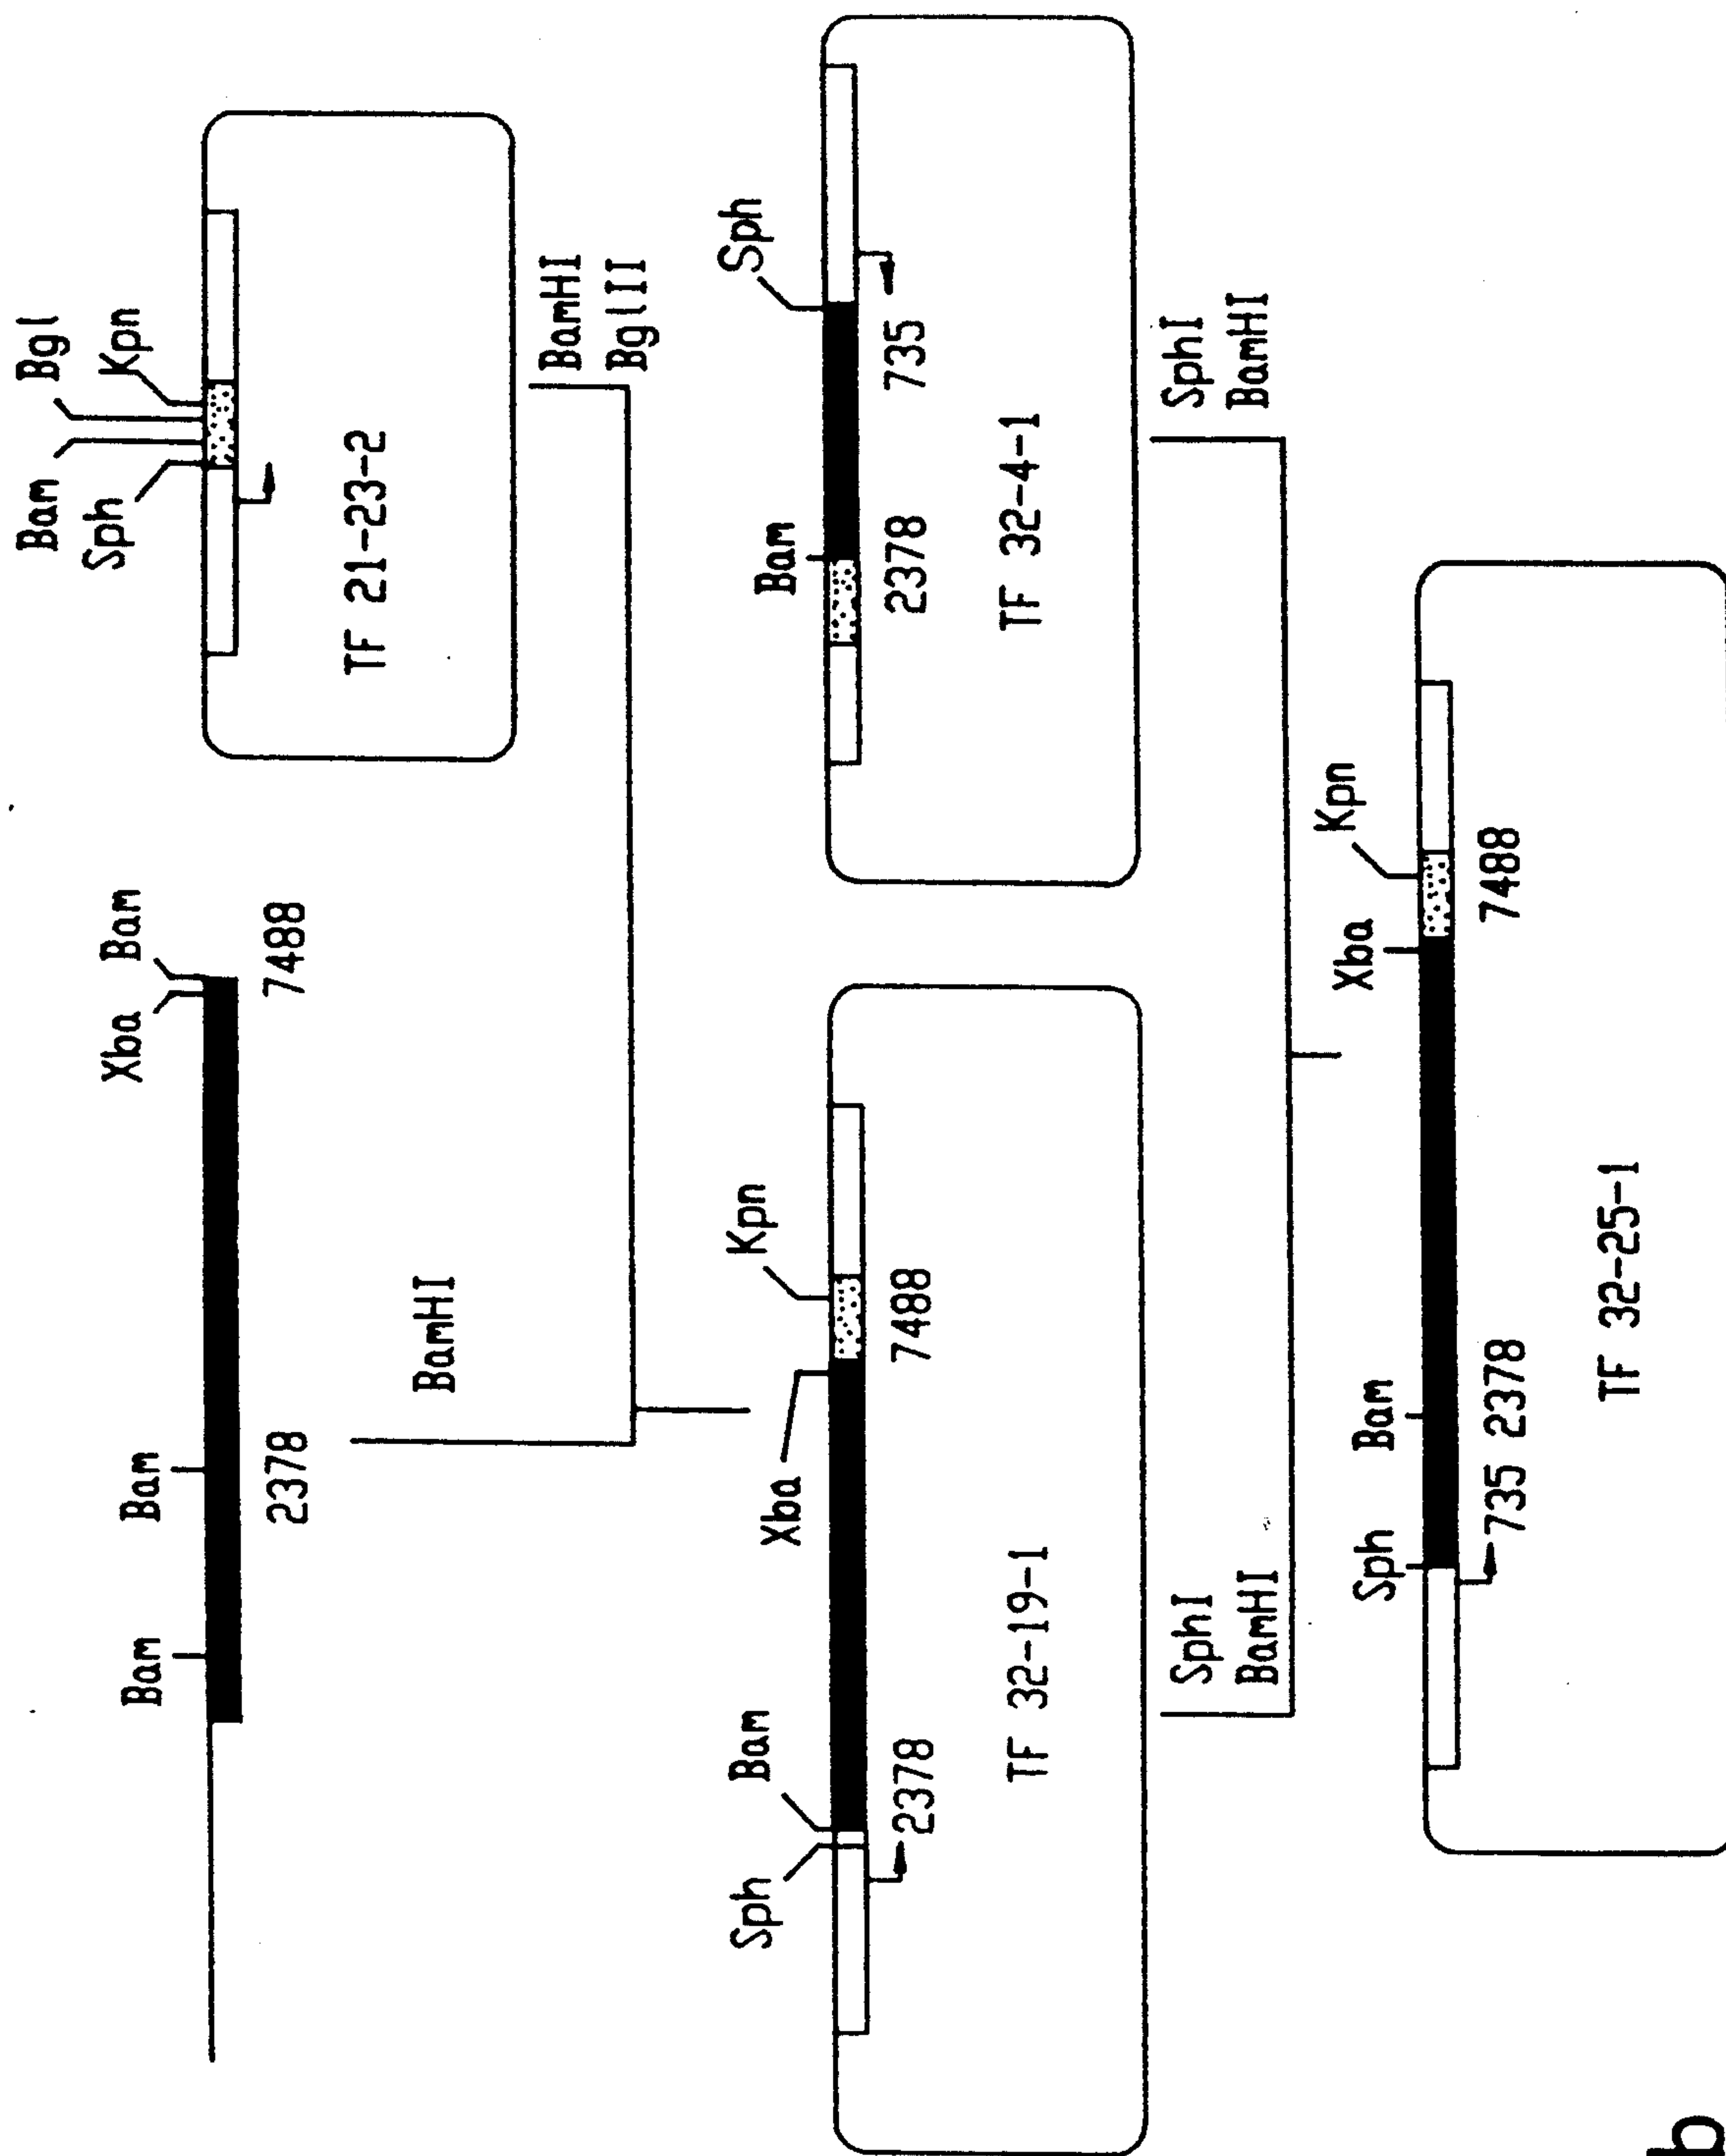 Bam
Bam
Xba
Bam
2378
7488
BamHI
Bam
Bgl
Sph
Kpn
TF 21-23-2
BamHI
BglII
Sph
Bam
Xba
Kpn
2378
7488
TF 32-19-1
SphI
BamHI
Bam
Sph
2378
735
TF 32-4-1
SphI
BamHI
Sph
Bam
Xba
Kpn
735 2378
7488
TF 32-25-1
b